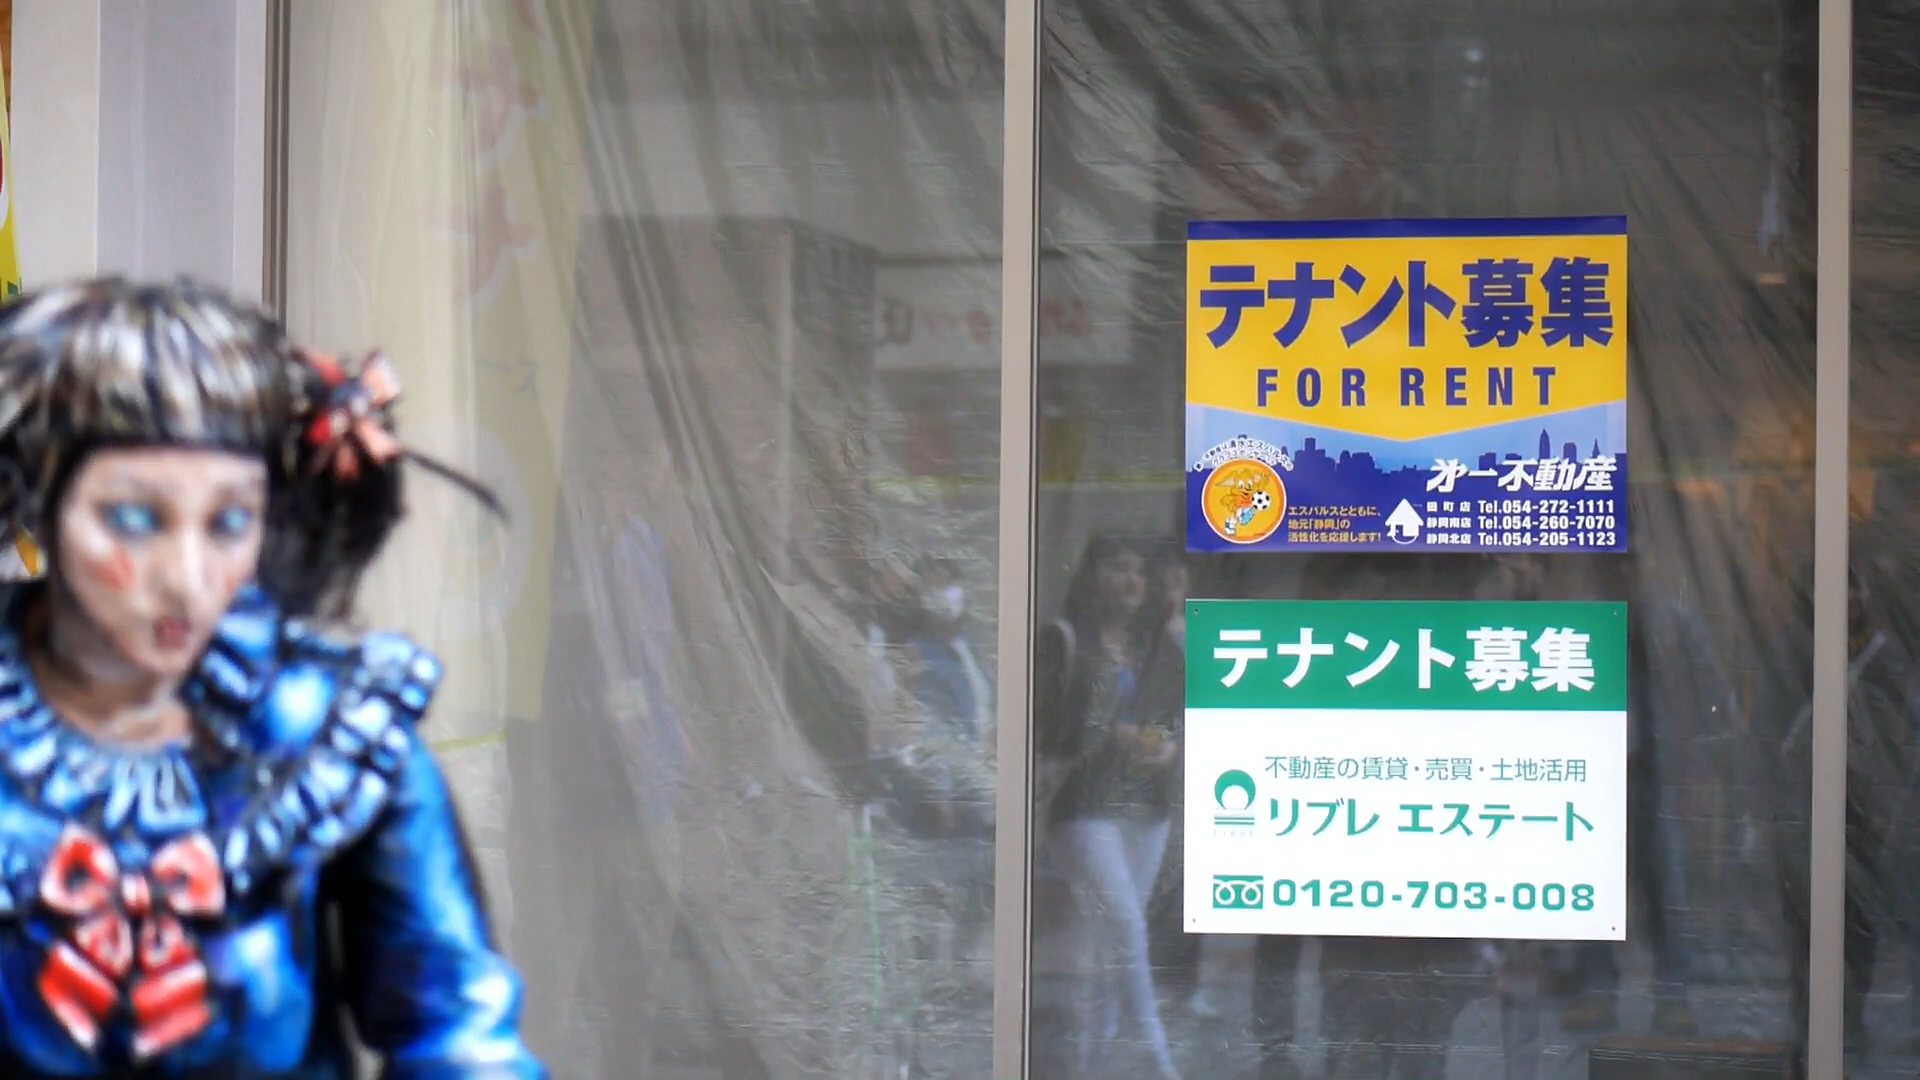 テナント募集
FOR RENT
エスパルスとともに、
地元「静岡」の
活性化を応援します!
オー不動産
田町店 Tel.054-272-1111
静岡南店 Tel.054-260-7070
静岡北店 Tel.054-205-1123
テナント募集
不動産の賃貸・売買・土地活用
リブレ エステート
0120-703-008